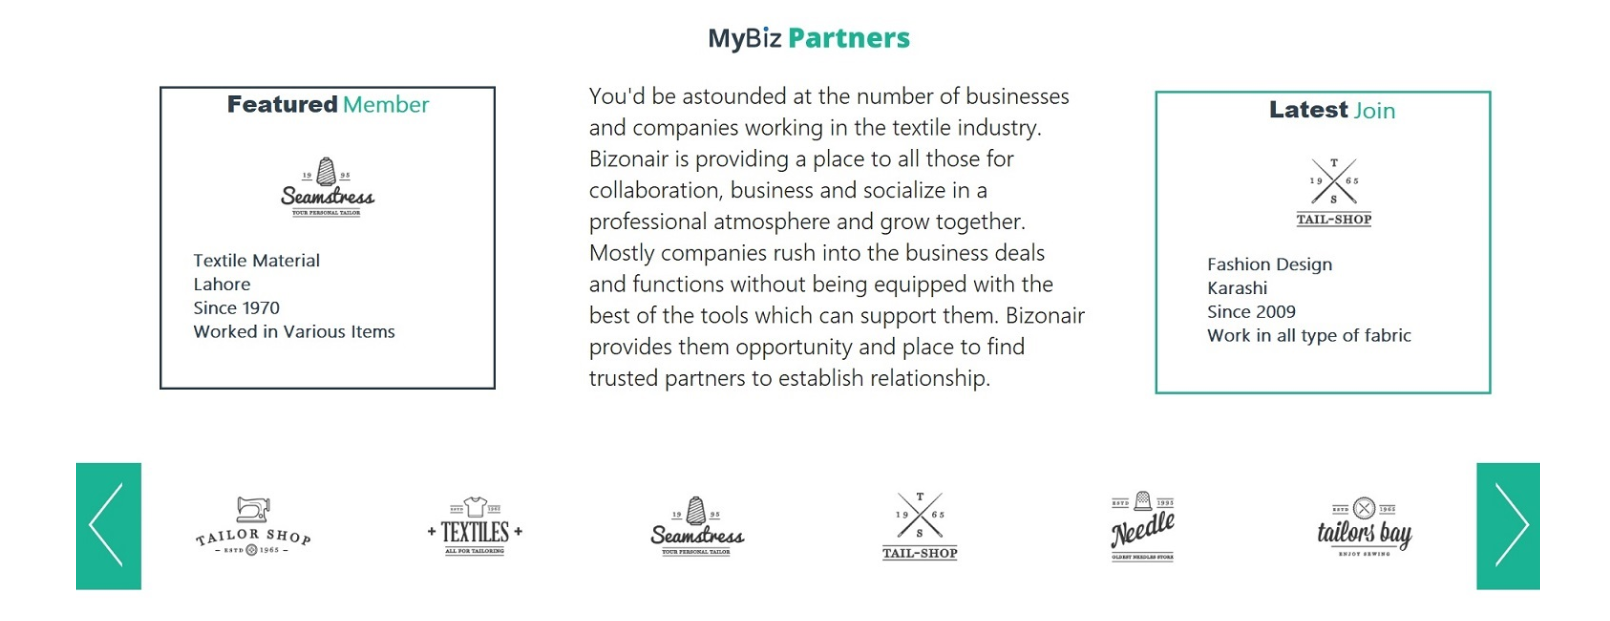 MyBiz Partners
Featured Member
19 95
Seamstress
YOUR PERSONAL TAILOR
Textile Material
Lahore
Since 1970
Worked in Various Items
You'd be astounded at the number of businesses
and companies working in the textile industry.
Bizonair is providing a place to all those for
collaboration, business and socialize in a
professional atmosphere and grow together.
Mostly companies rush into the business deals
and functions without being equipped with the
best of the tools which can support them. Bizonair
provides them opportunity and place to find
trusted partners to establish relationship.
Latest Join
T
19 65
S
TAIL-SHOP
Fashion Design
Karashi
Since 2009
Work in all type of fabric
TAILOR SHOP
- ESTD 1965 -
ESTD 1965
+ TEXTILES +
ALL FOR TAILORING
19 95
Seamstress
YOUR PERSONAL TAILOR
T
19 65
S
TAIL-SHOP
ESTD 1995
Needle
OLDEST NEEDLES STORE
ESTD 1965
tailors bay
ENJOY SEWING